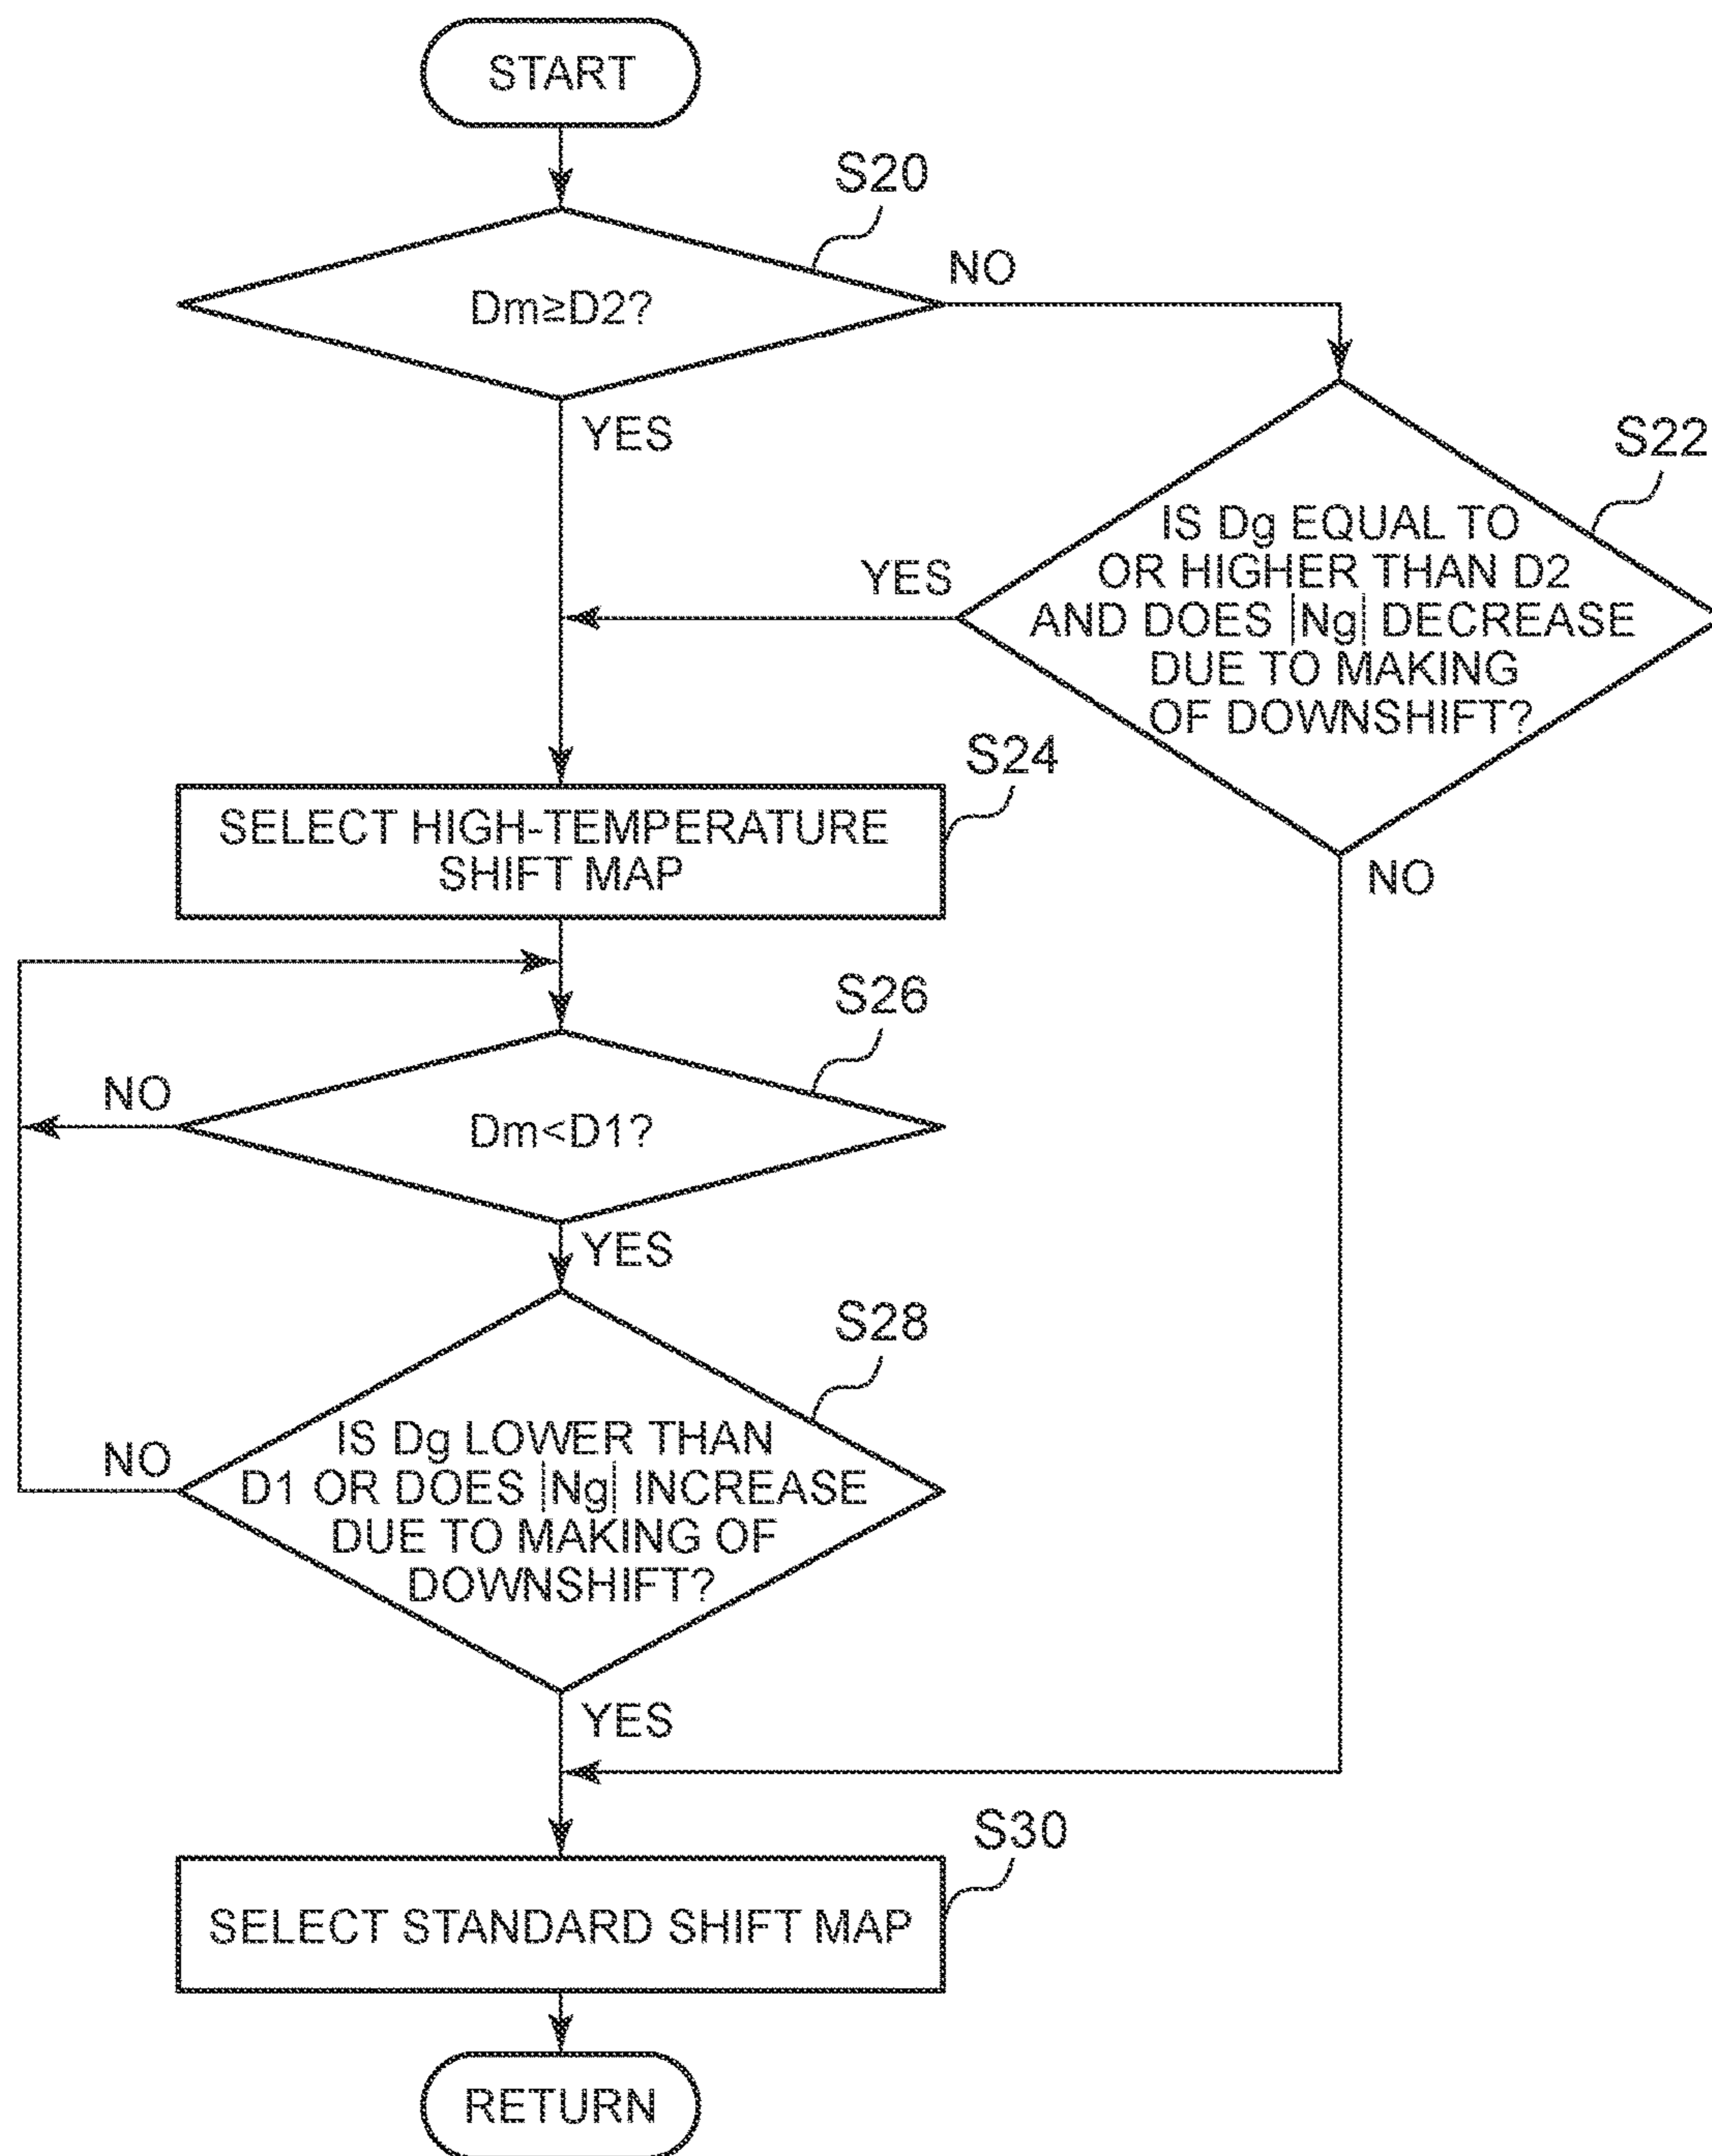 START
S20
Dm≥D2?
NO
YES
S22
IS Dg EQUAL TO
OR HIGHER THAN D2
AND DOES |Ng| DECREASE
DUE TO MAKING
OF DOWNSHIFT?
YES
NO
S24
SELECT HIGH-TEMPERATURE
SHIFT MAP
S26
Dm<D1?
NO
YES
S28
IS Dg LOWER THAN
D1 OR DOES |Ng| INCREASE
DUE TO MAKING OF
DOWNSHIFT?
NO
YES
S30
SELECT STANDARD SHIFT MAP
RETURN